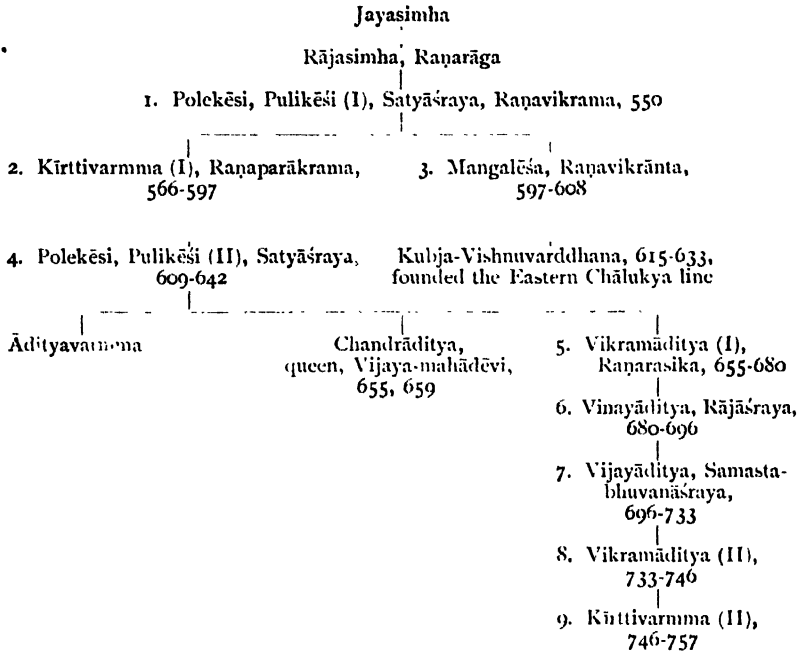 Jayasimha
Rājasimha, Raṇarāga
1. Polekēsi, Pulikēśi (I), Satyāśraya, Raṇavikrama, 550
2. Kīrttivarmma (I), Raṇaparākrama,
566-597
3. Mangalēśa, Raṇavikrānta,
597-608
4. Polekēsi, Pulikēśi (II), Satyāśraya,
609-642
Kubja-Vishnuvarddhana, 615-633,
founded the Eastern Chālukya line
Ādityavarmma
Chandrāditya,
queen, Vijaya-mahādēvi,
655, 659
5. Vikramāditya (I),
Raṇarasika, 655-680
6. Vinayāditya, Rājāśraya,
680-696
7. Vijayāditya, Samasta-
bhuvanāśraya,
696-733
8. Vikramāditya (II),
733-746
9. Kīrttivarmma (II),
746-757